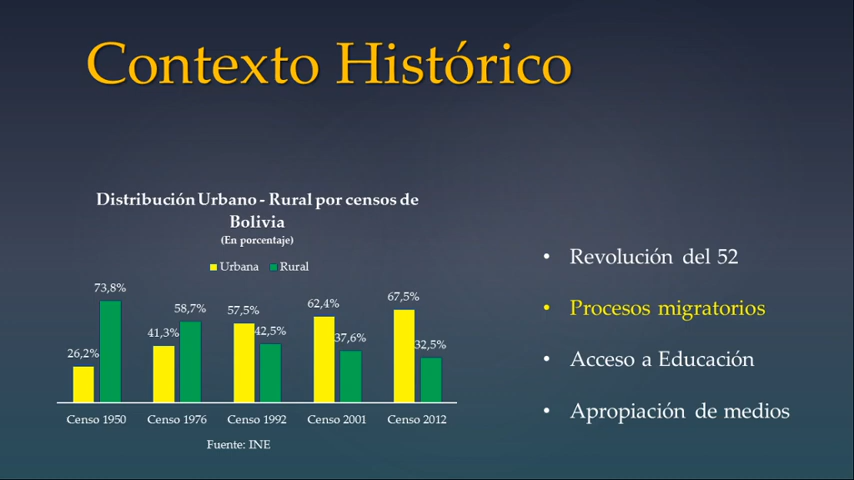 Contexto Histórico
Distribución Urbano - Rural por censos de
Bolivia
(En porcentaje)
Urbana Rural
26,2% 73,8% 41,3% 58,7% 57,5% 42,5% 62,4% 37,6% 67,5% 32,5%
Censo 1950 Censo 1976 Censo 1992 Censo 2001 Censo 2012
Fuente: INE
• Revolución del 52
• Procesos migratorios
• Acceso a Educación
• Apropiación de medios